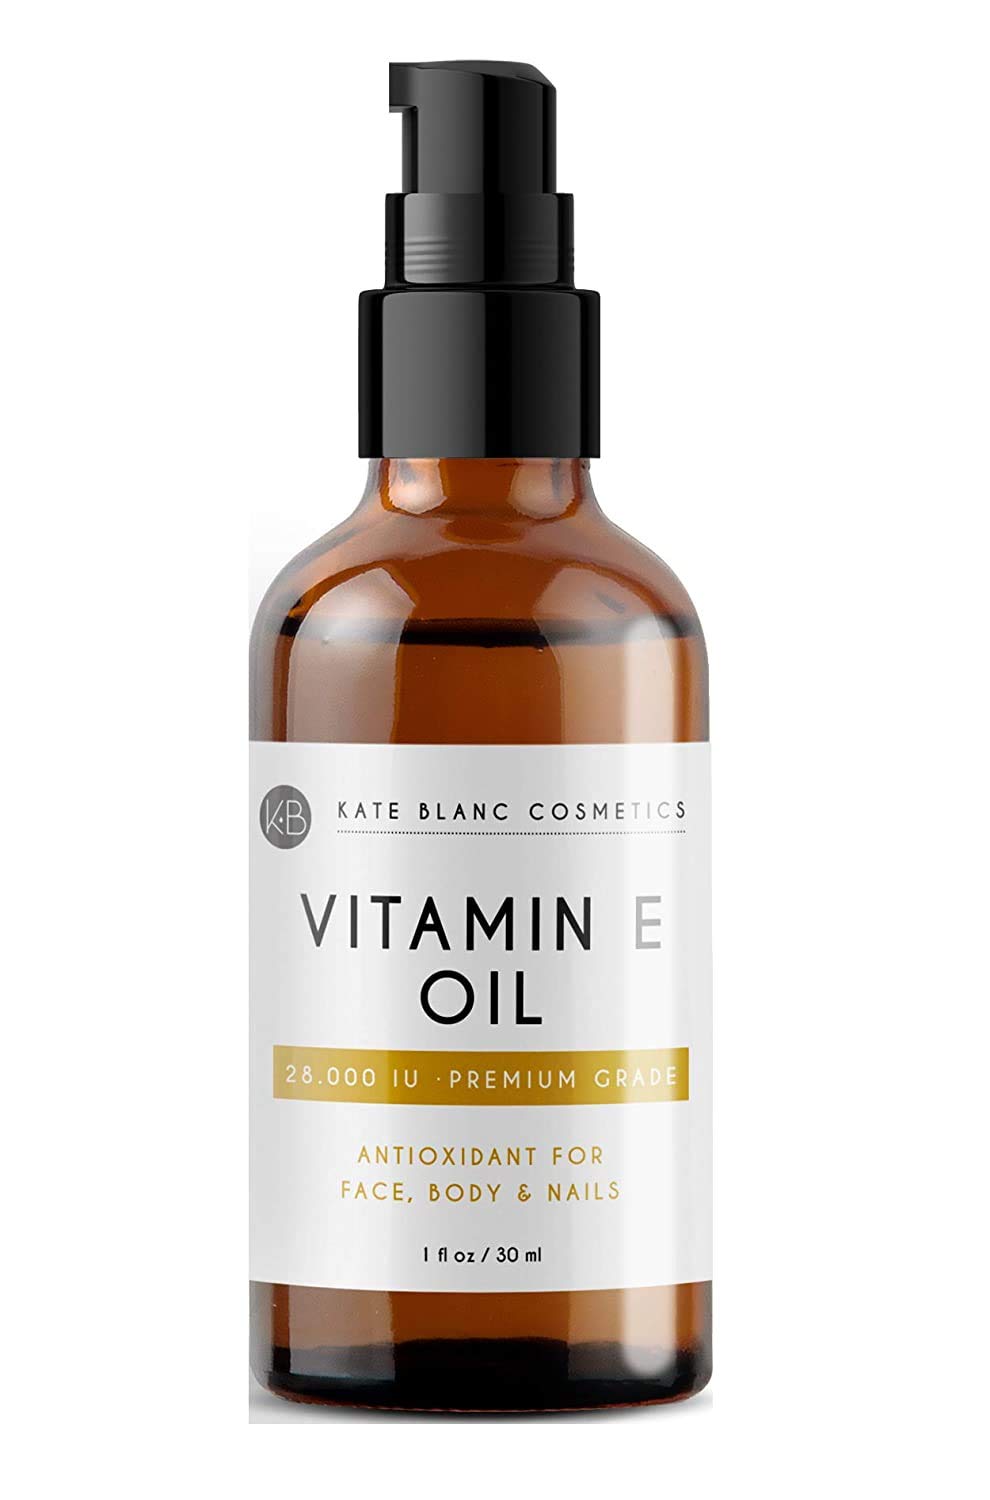 K·B
KATE BLANC COSMETICS
VITAMIN E
OIL
28.000 IU · PREMIUM GRADE
ANTIOXIDANT FOR
FACE, BODY & NAILS
1 fl oz / 30 ml